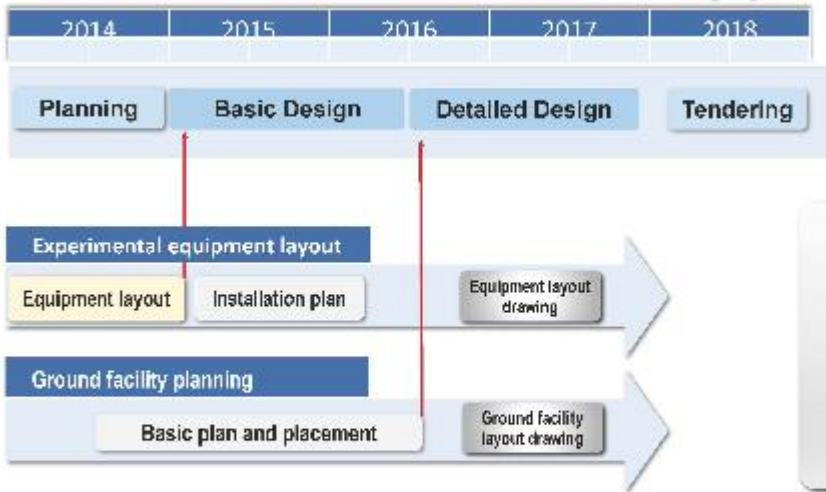 2014 2015 2016 2017 2018
Planning Basic Design Detailed Design Tendering
Experimental equipment layout
Equipment layout Installation plan Equipment layout
drawing
Ground facility planning
Basic plan and placement Ground facility
layout drawing